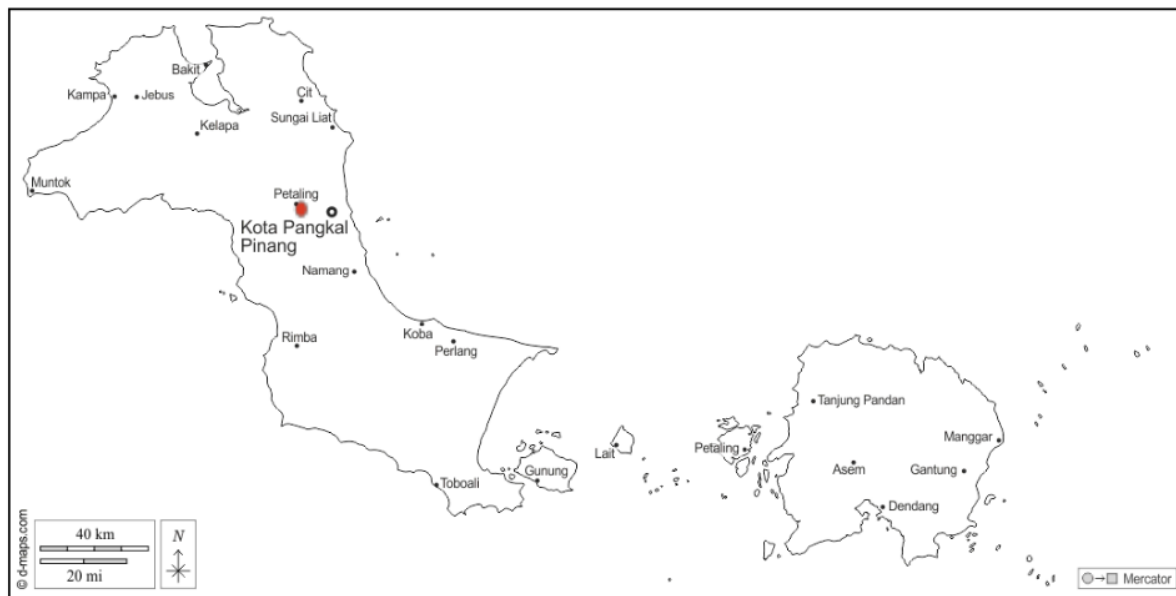 Bakit
Kampa
Jebus
Cit
Sungai Liat
Kelapa
Muntok
Petaling
Kota Pangkal
Pinang
Namang
Koba
Rimba
Perlang
Tanjung Pandan
Manggar
Petaling
Lait
Asem
Gantung
Gunung
Toboali
Dendang
© d-maps.com
40 km
20 mi
N
Mercator